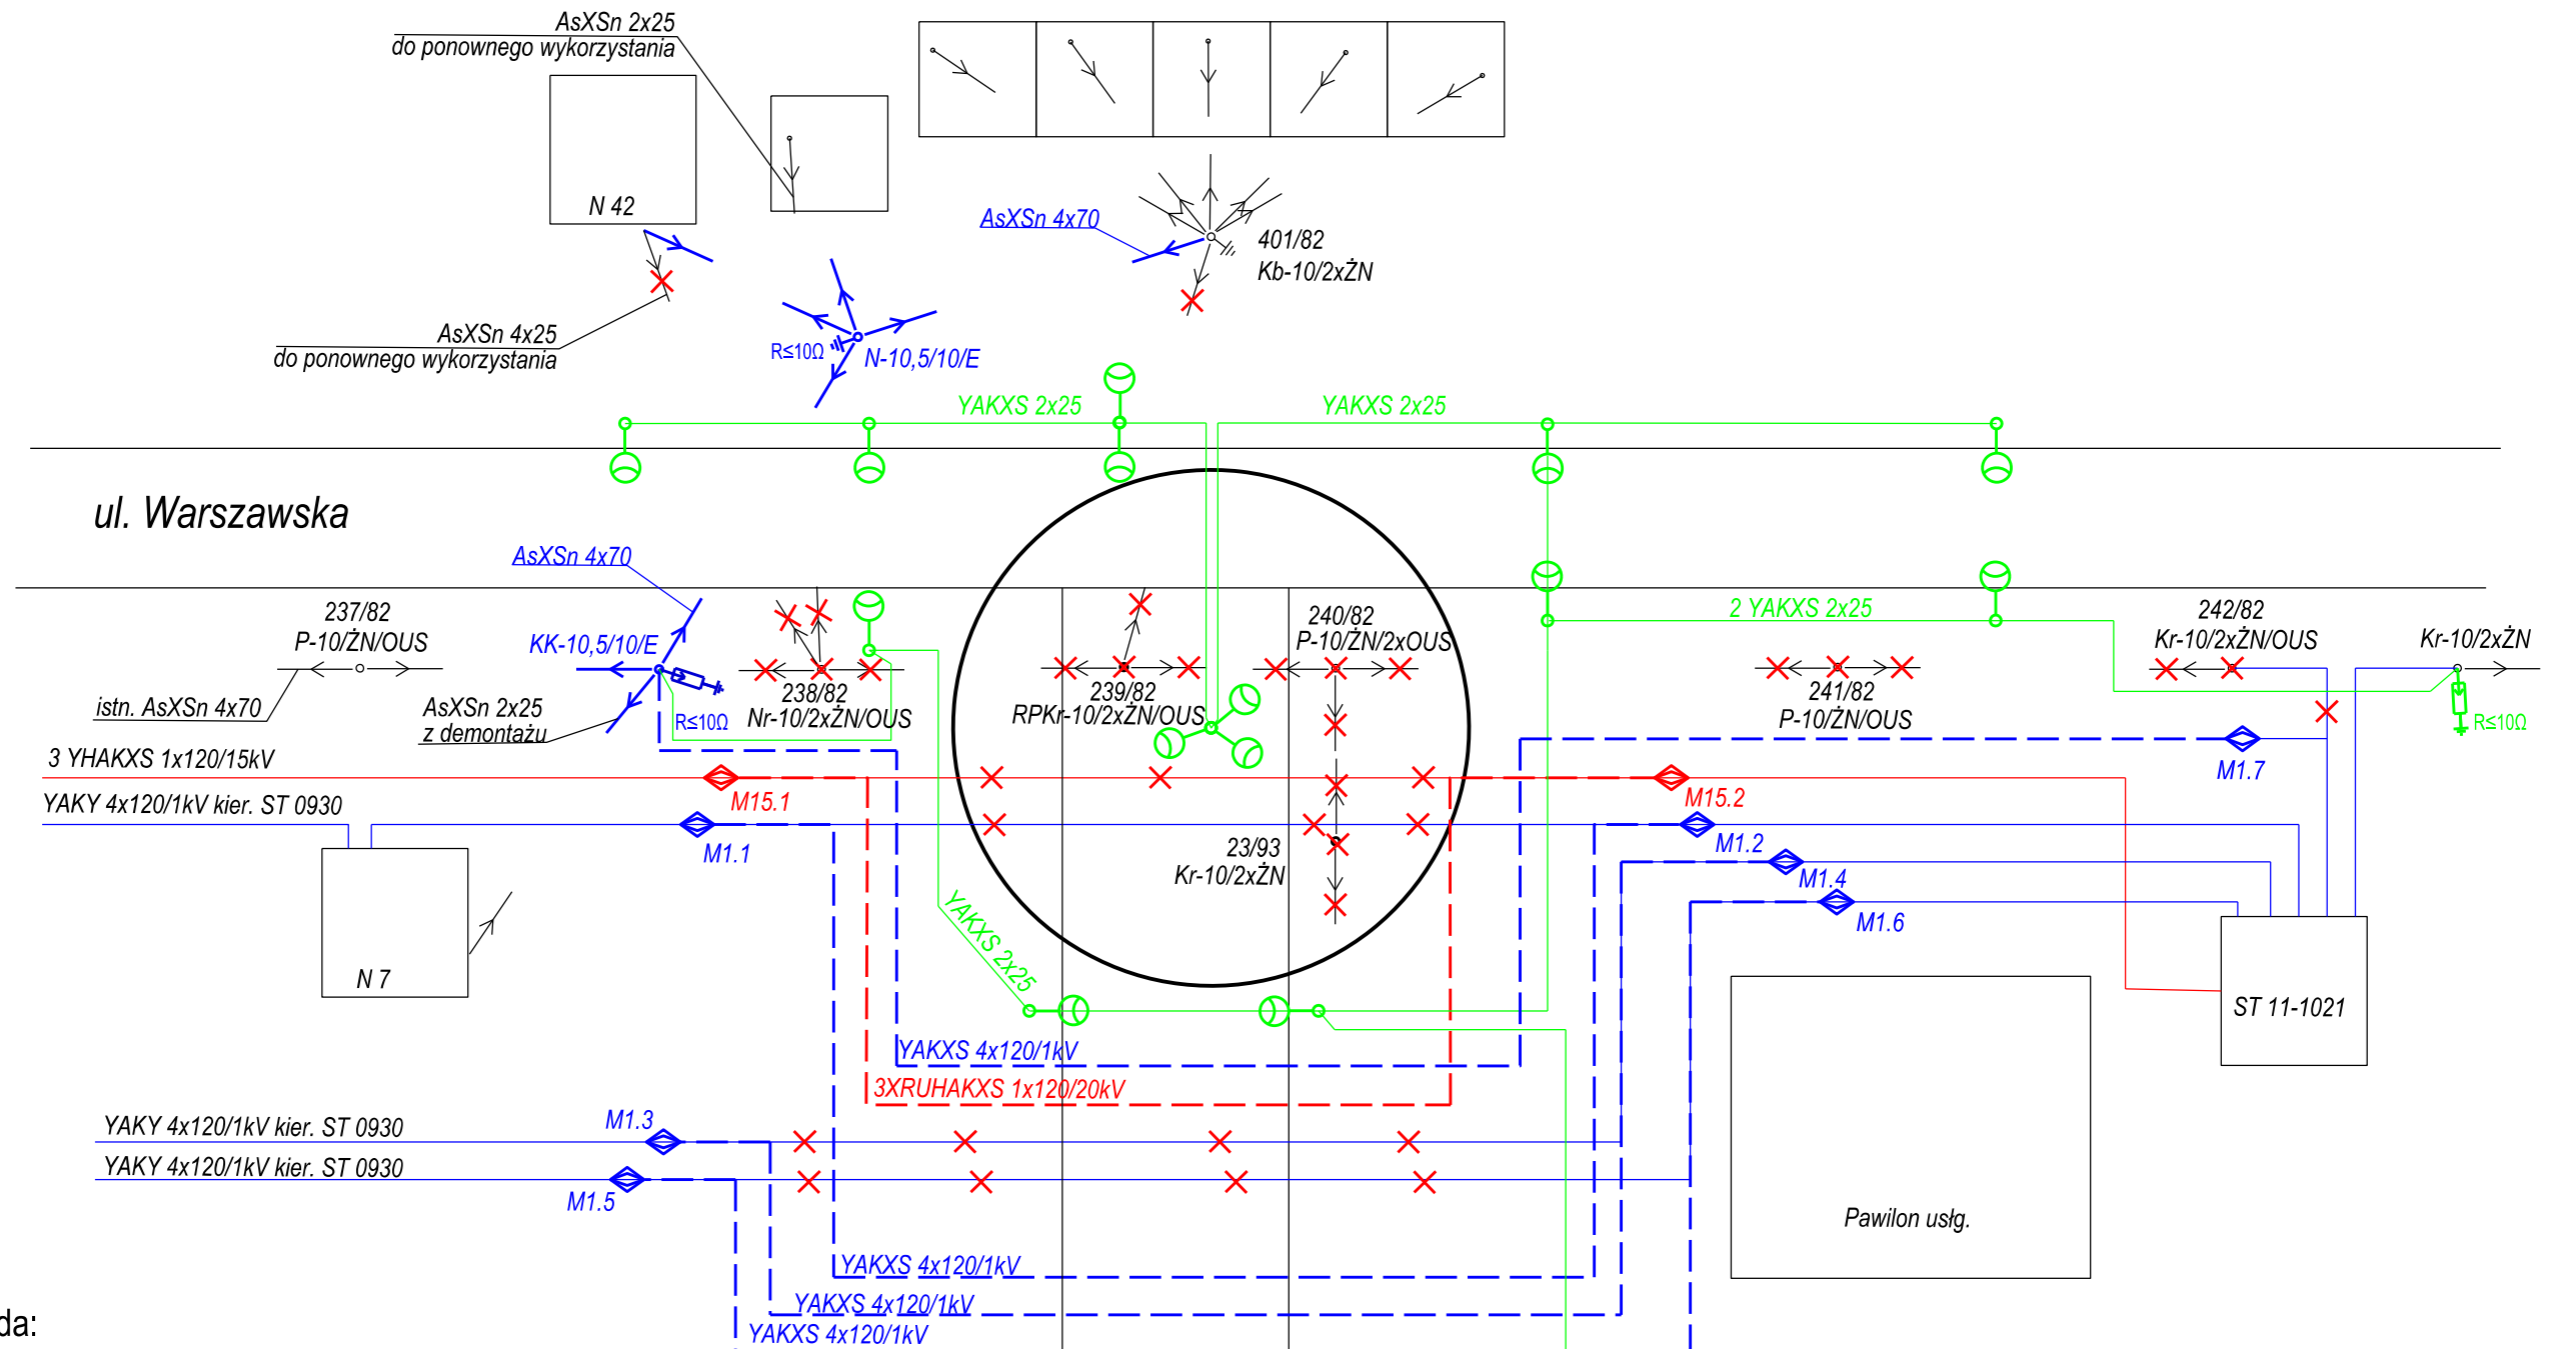 AsXSn 2x25
do ponownego wykorzystania
N 42
AsXSn 4x70
401/82
Kb-10/2xŻN
AsXSn 4x25
do ponownego wykorzystania
R≤10Ω
N-10,5/10/E
YAKXS 2x25
YAKXS 2x25
ul. Warszawska
AsXSn 4x70
237/82
P-10/ŻN/OUS
KK-10,5/10/E
istn. AsXSn 4x70
AsXSn 2x25
z demontażu
R≤10Ω
238/82
Nr-10/2xŻN/OUS
239/82
RPKr-10/2xŻN/OUS
240/82
P-10/ŻN/2xOUS
2 YAKXS 2x25
241/82
P-10/ŻN/OUS
242/82
Kr-10/2xŻN/OUS
Kr-10/2xŻN
R≤10Ω
3 YHAKXS 1x120/15kV
M15.1
M15.2
M1.7
YAKY 4x120/1kV kier. ST 0930
M1.1
M1.2
23/93
Kr-10/2xŻN
M1.4
M1.6
YAKXS 2x25
N 7
ST 11-1021
YAKXS 4x120/1kV
3XRUHAKXS 1x120/20kV
YAKY 4x120/1kV kier. ST 0930
M1.3
YAKY 4x120/1kV kier. ST 0930
M1.5
Pawilon usłg.
YAKXS 4x120/1kV
YAKXS 4x120/1kV
YAKXS 4x120/1kV
da: